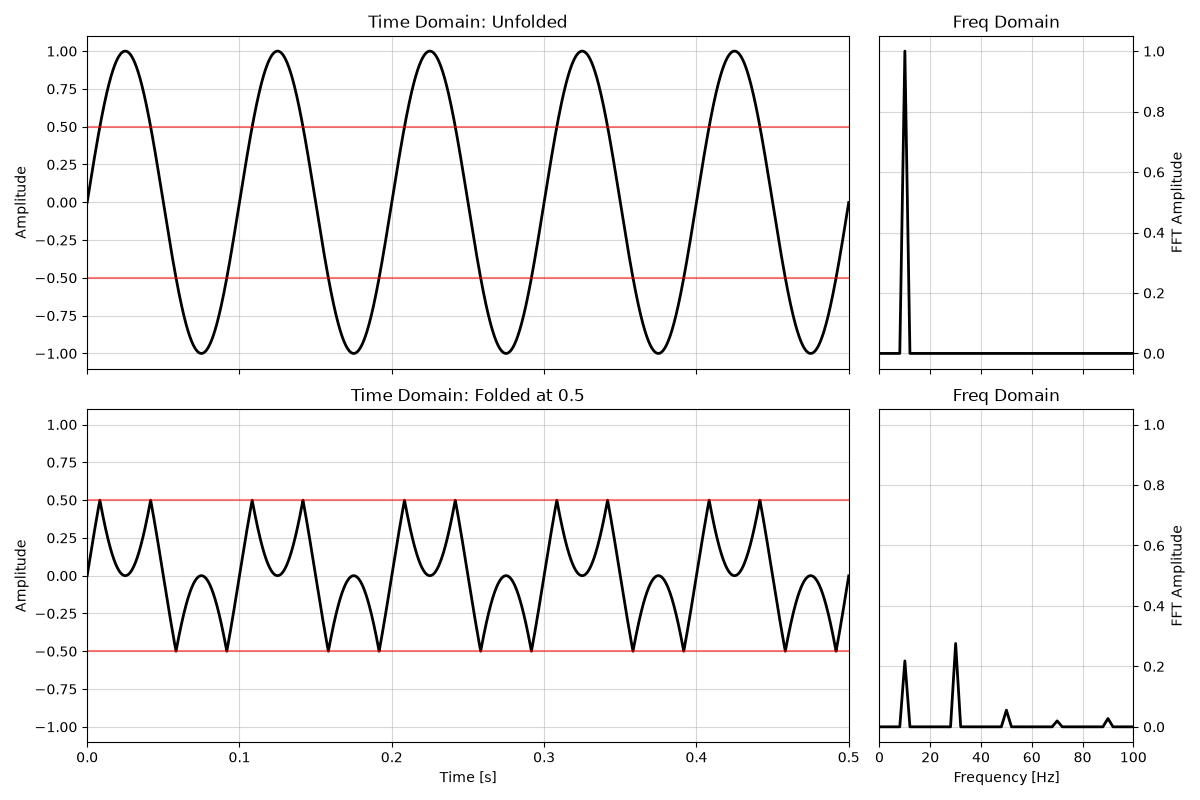 Time Domain: Unfolded
Freq Domain
1.00
0.75
0.50
0.25
0.00
−0.25
−0.50
−0.75
−1.00
Amplitude
1.0
0.8
0.6
0.4
0.2
0.0
FFT Amplitude
Time Domain: Folded at 0.5
Freq Domain
1.00
0.75
0.50
0.25
0.00
−0.25
−0.50
−0.75
−1.00
Amplitude
0.0 0.1 0.2 0.3 0.4 0.5
Time [s]
1.0
0.8
0.6
0.4
0.2
0.0
FFT Amplitude
0 20 40 60 80 100
Frequency [Hz]